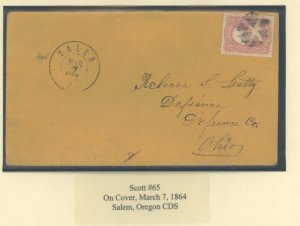 SALEM
MAR
7
1864
Rebecca S. Gatty
Defiance
Defiance Co.
Ohio
Scott #65
On Cover, March 7, 1864
Salem, Oregon CDS